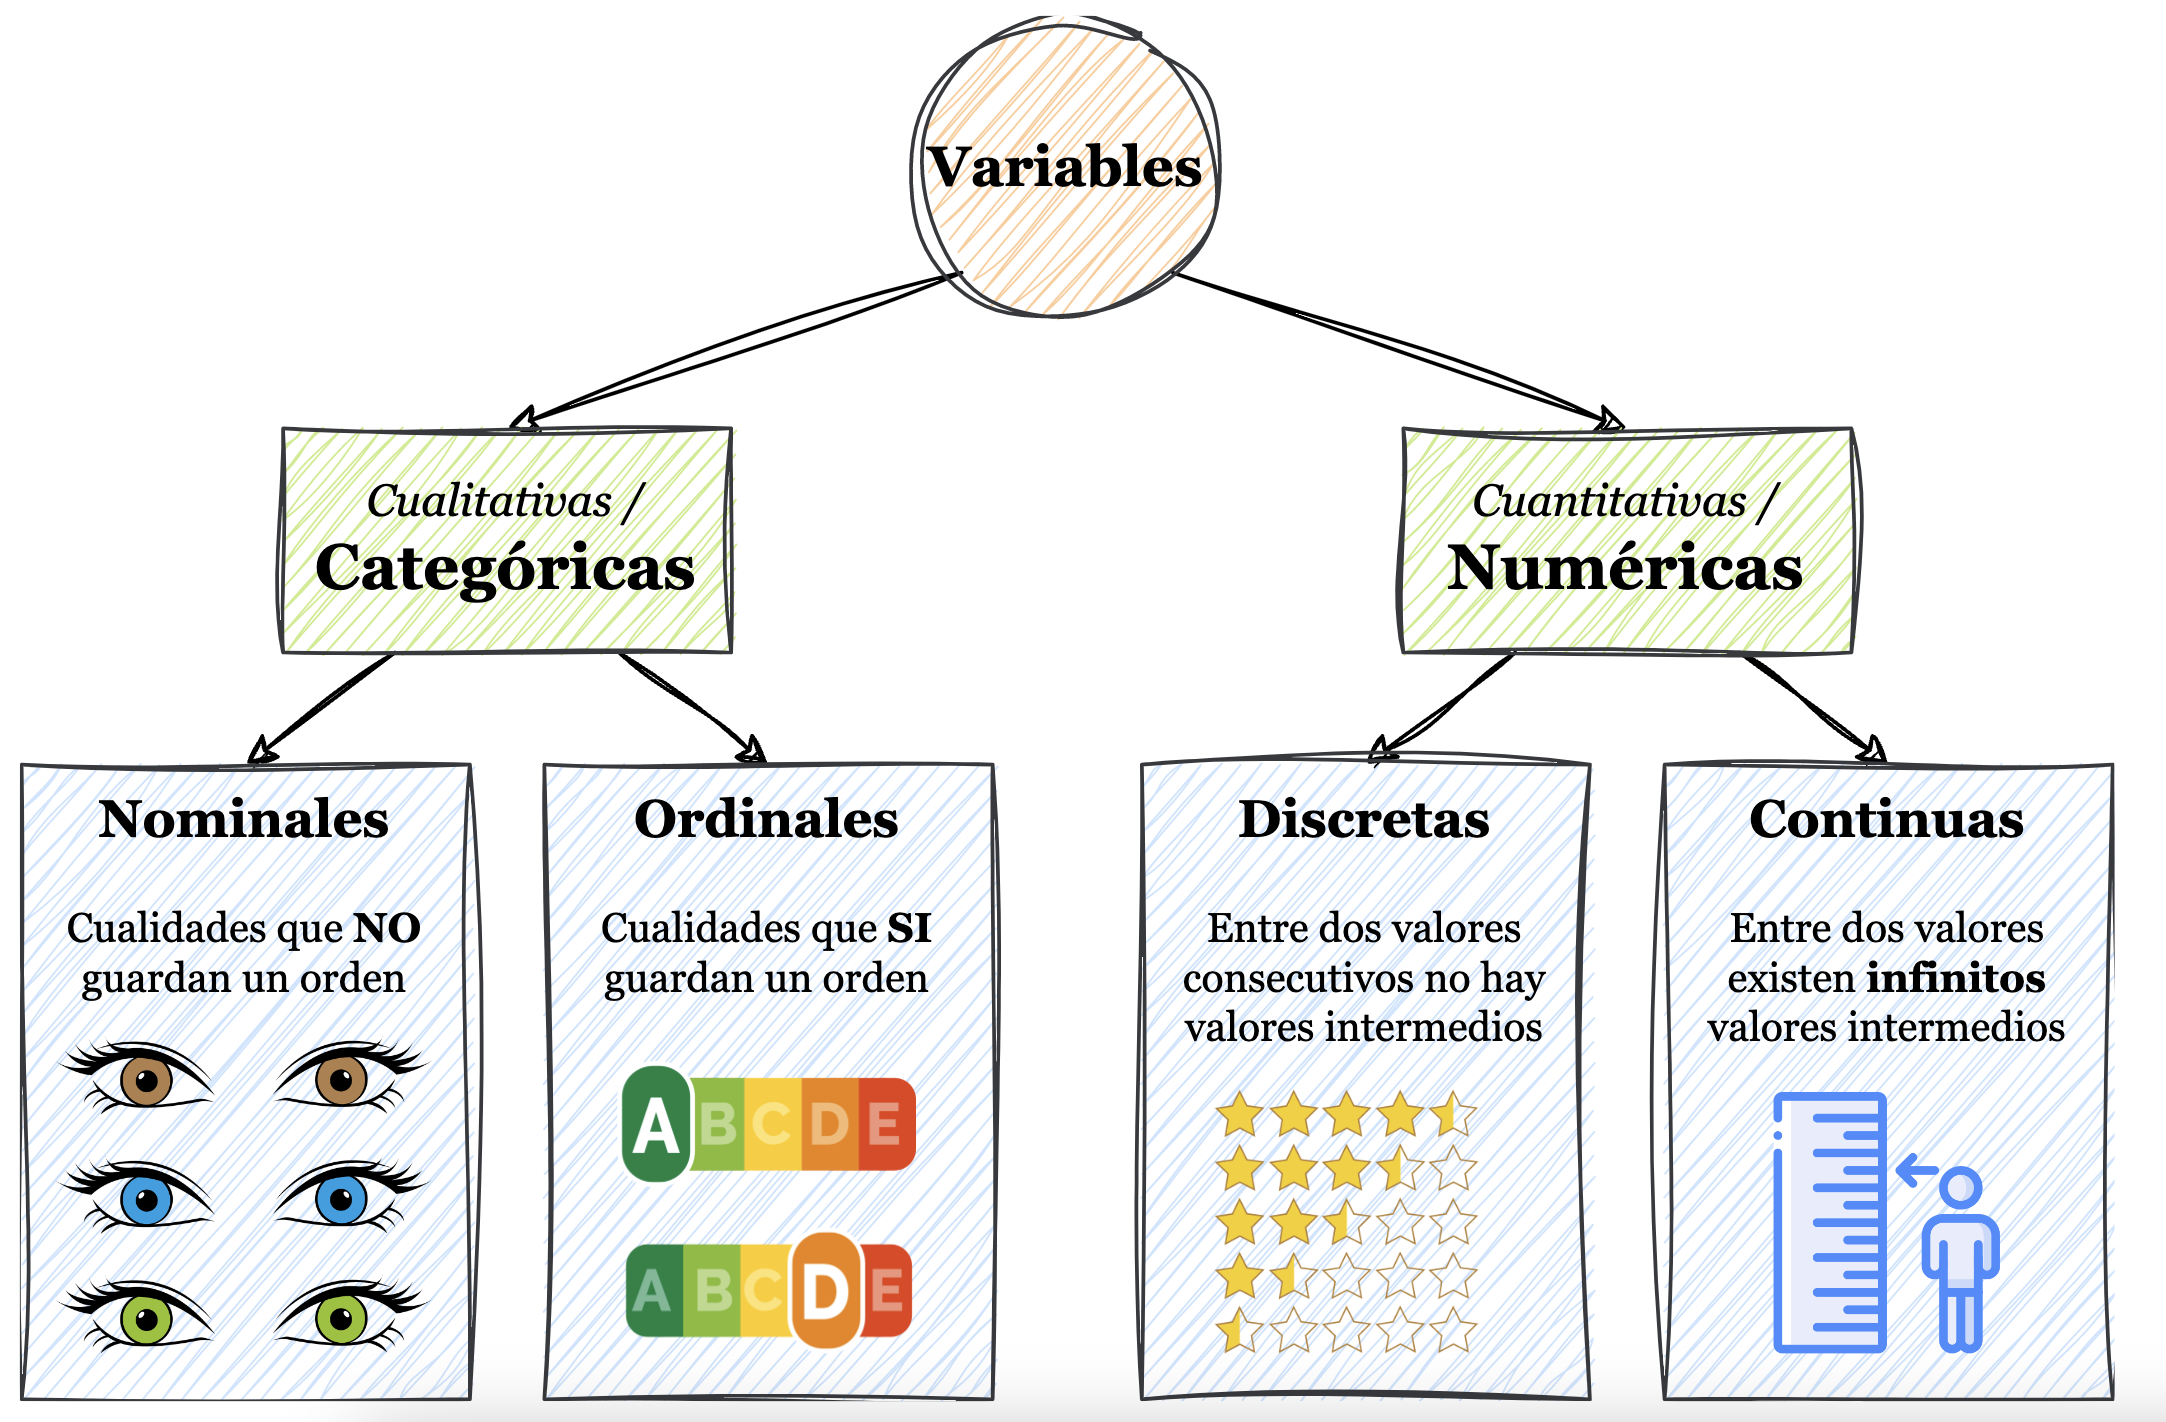 Variables
Cualitativas /
Categóricas
Cuantitativas /
Numéricas
Nominales
Cualidades que NO
guardan un orden
Ordinales
Cualidades que SI
guardan un orden
A B C D E
A B C D E
Discretas
Entre dos valores
consecutivos no hay
valores intermedios
Continuas
Entre dos valores
existen infinitos
valores intermedios